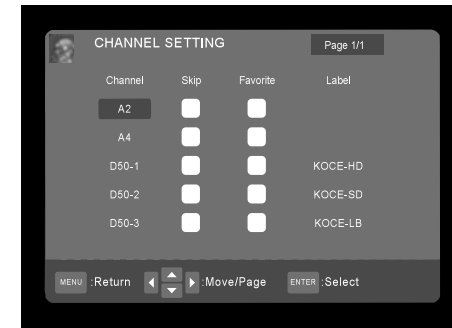 CHANNEL SETTING Page 1/1
Channel Skip Favorite Label
A2
A4
D50-1 KOCE-HD
D50-2 KOCE-SD
D50-3 KOCE-LB
MENU :Return :Move/Page ENTER :Select